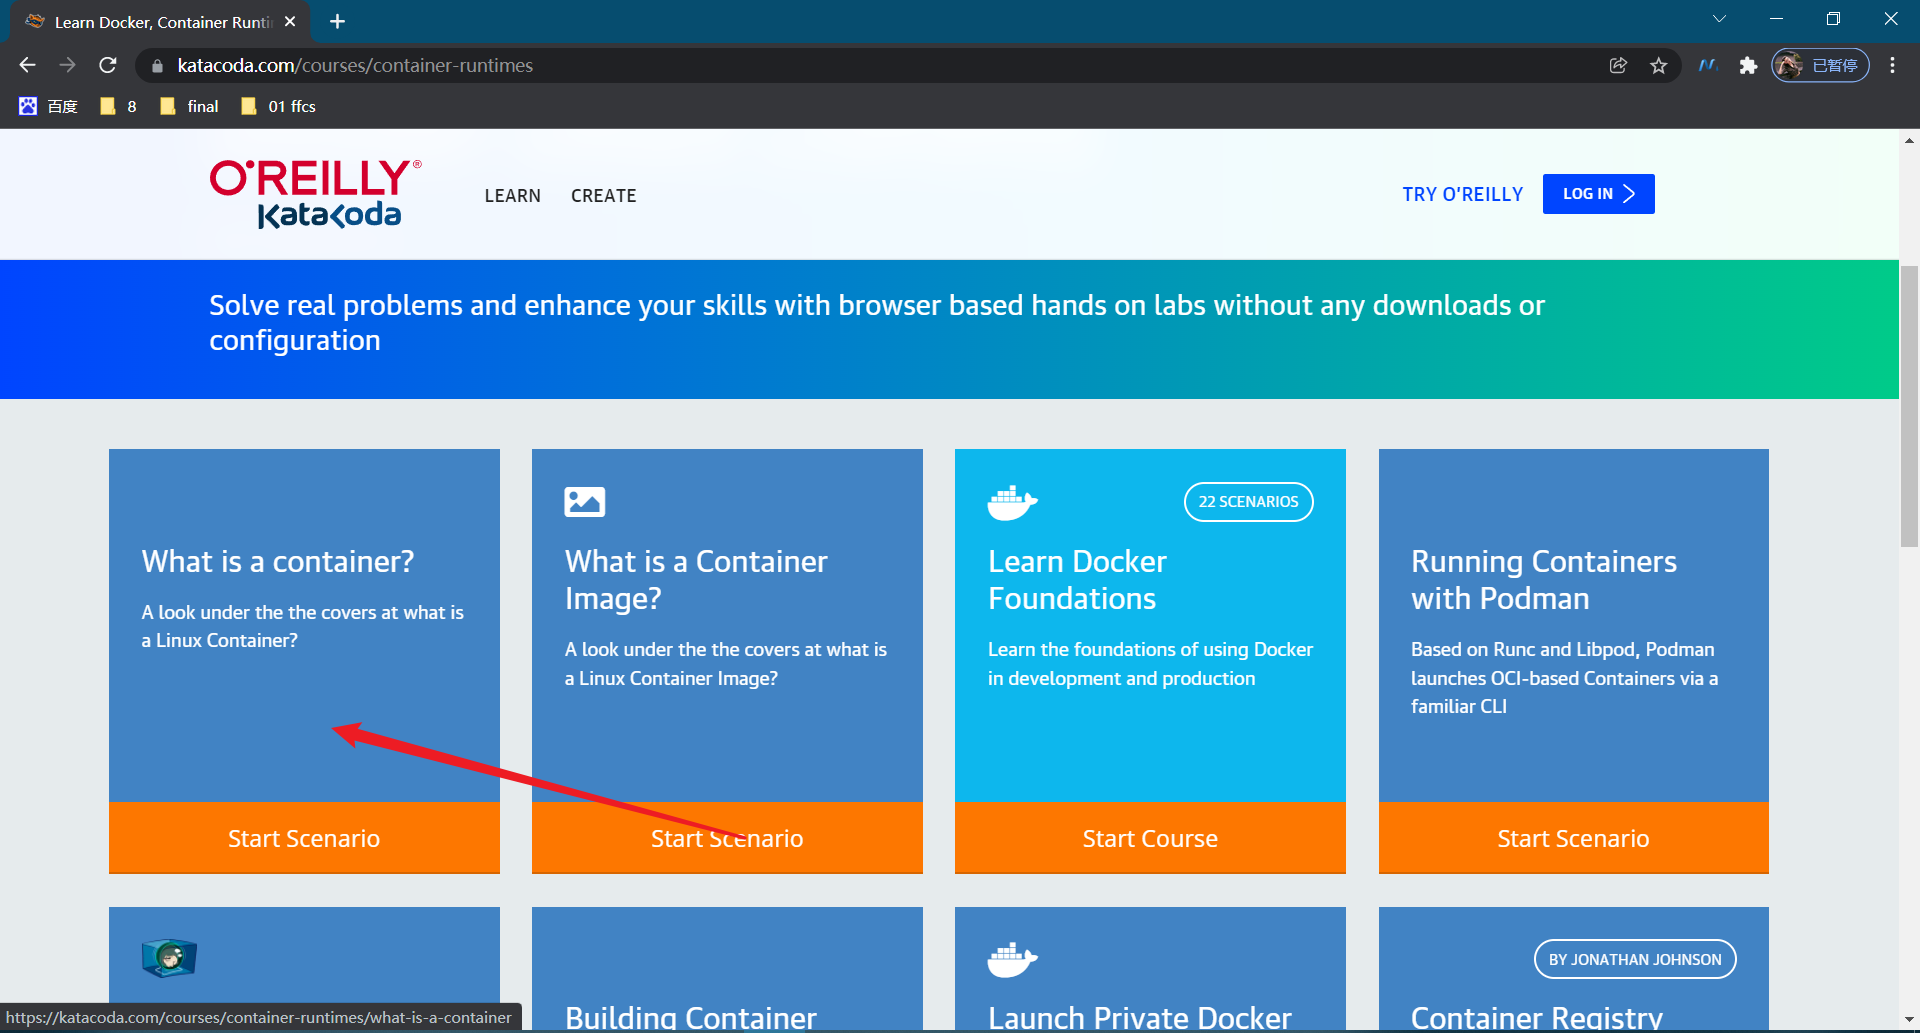 Learn Docker, Container Runti
katacoda.com/courses/container-runtimes
已暂停
百度
8
final
01 ffcs
O'REILLY®
KataKoda
LEARN
CREATE
TRY O'REILLY
LOG IN
Solve real problems and enhance your skills with browser based hands on labs without any downloads or
configuration
What is a container?
A look under the the covers at what is
a Linux Container?
Start Scenario
What is a Container
Image?
A look under the the covers at what is
a Linux Container Image?
Start Scenario
22 SCENARIOS
Learn Docker
Foundations
Learn the foundations of using Docker
in development and production
Start Course
Running Containers
with Podman
Based on Runc and Libpod, Podman
launches OCI-based Containers via a
familiar CLI
Start Scenario
Building Container
Launch Private Docker
BY JONATHAN JOHNSON
Container Registry
https://katacoda.com/courses/container-runtimes/what-is-a-container